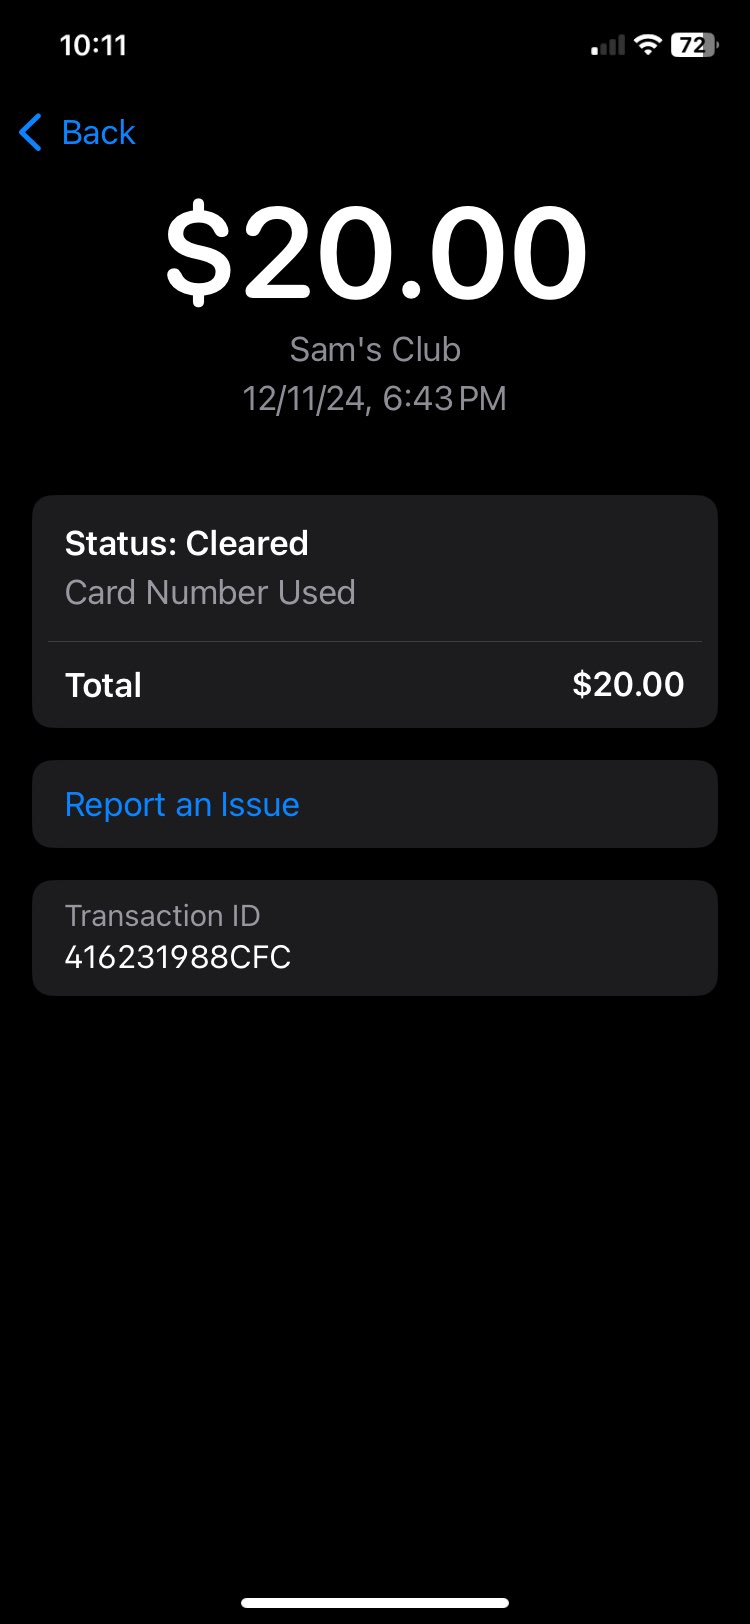 10:11
72
Back
$20.00
Sam's Club
12/11/24, 6:43 PM
Status: Cleared
Card Number Used
Total $20.00
Report an Issue
Transaction ID
416231988CFC